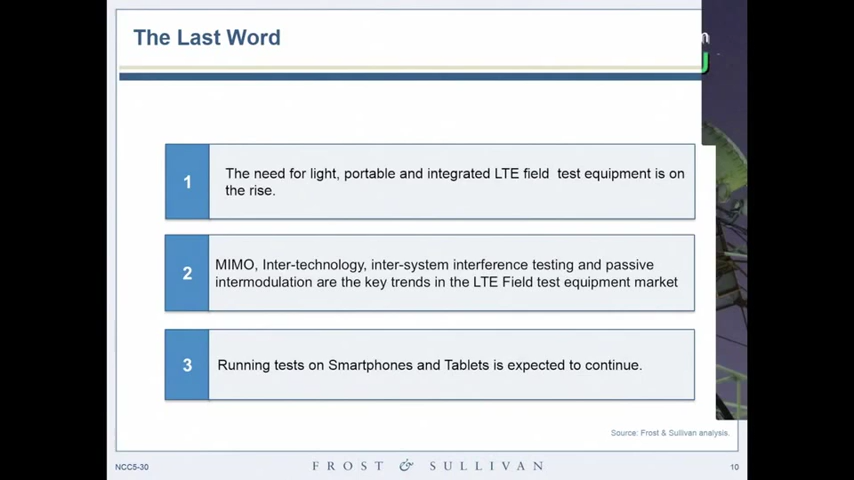 The Last Word
1
The need for light, portable and integrated LTE field test equipment is on
the rise.
2
MIMO, Inter-technology, inter-system interference testing and passive
intermodulation are the key trends in the LTE Field test equipment market
3
Running tests on Smartphones and Tablets is expected to continue.
Source: Frost & Sullivan analysis.
NCC5-30
FROST & SULLIVAN
10